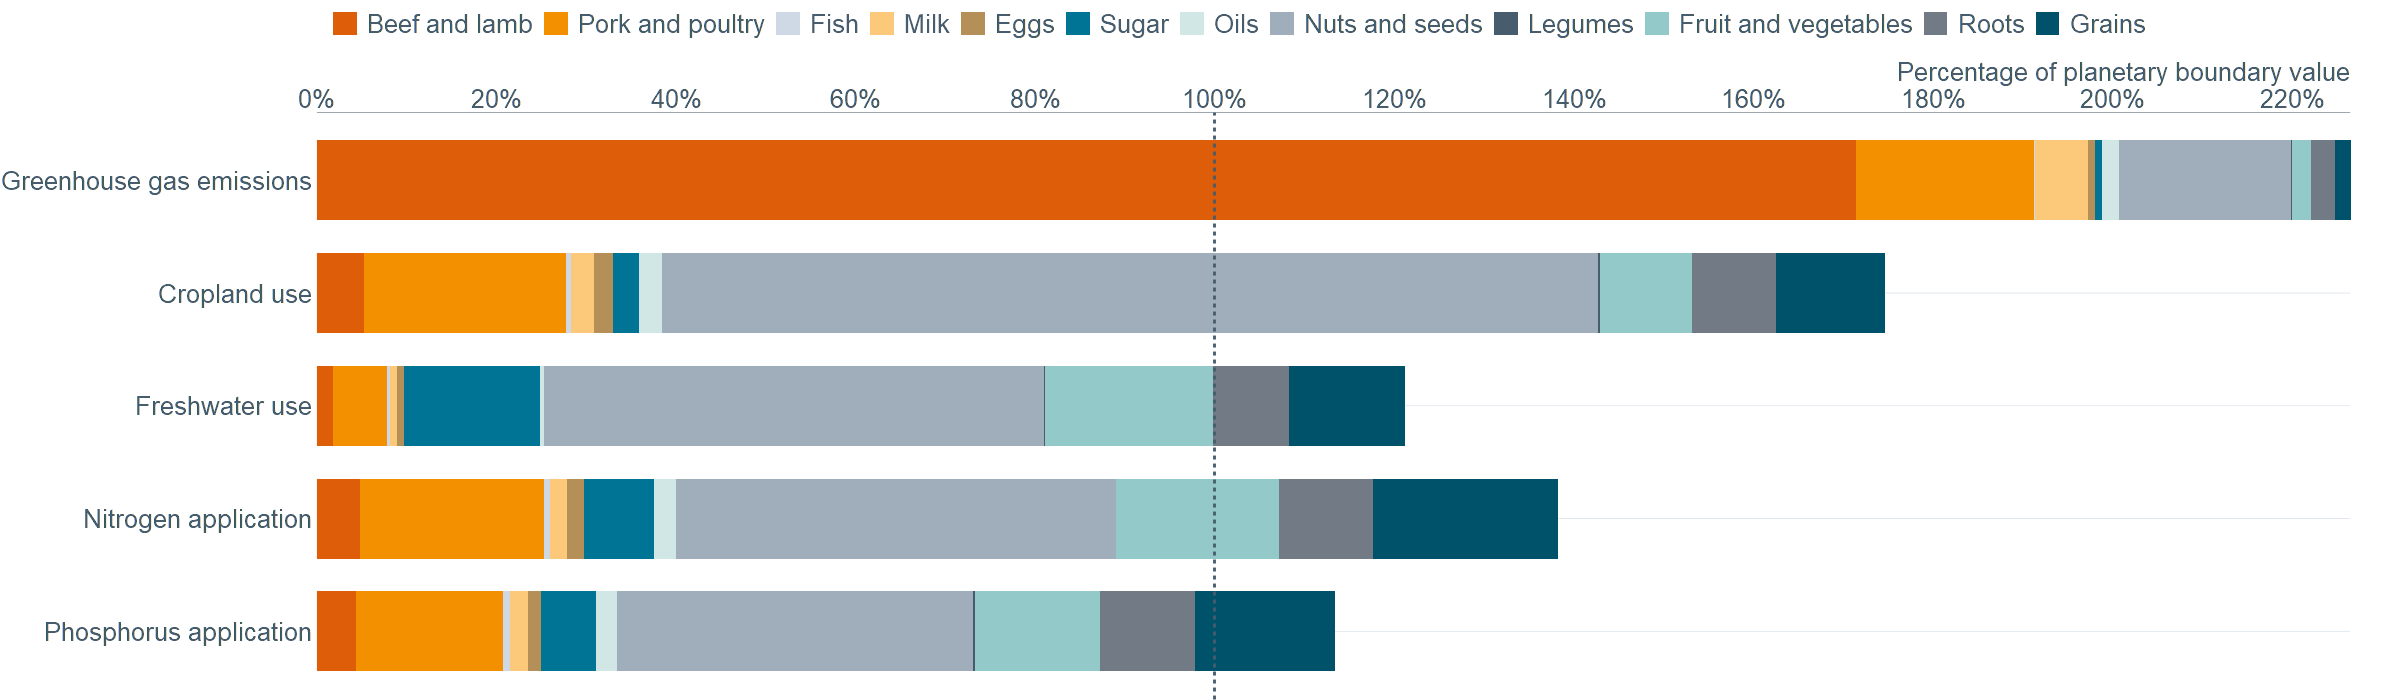 Beef and lamb Pork and poultry Fish Milk Eggs Sugar Oils Nuts and seeds Legumes Fruit and vegetables Roots Grains
Percentage of planetary boundary value
0% 20% 40% 60% 80% 100% 120% 140% 160% 180% 200% 220%
Greenhouse gas emissions
Cropland use
Freshwater use
Nitrogen application
Phosphorus application